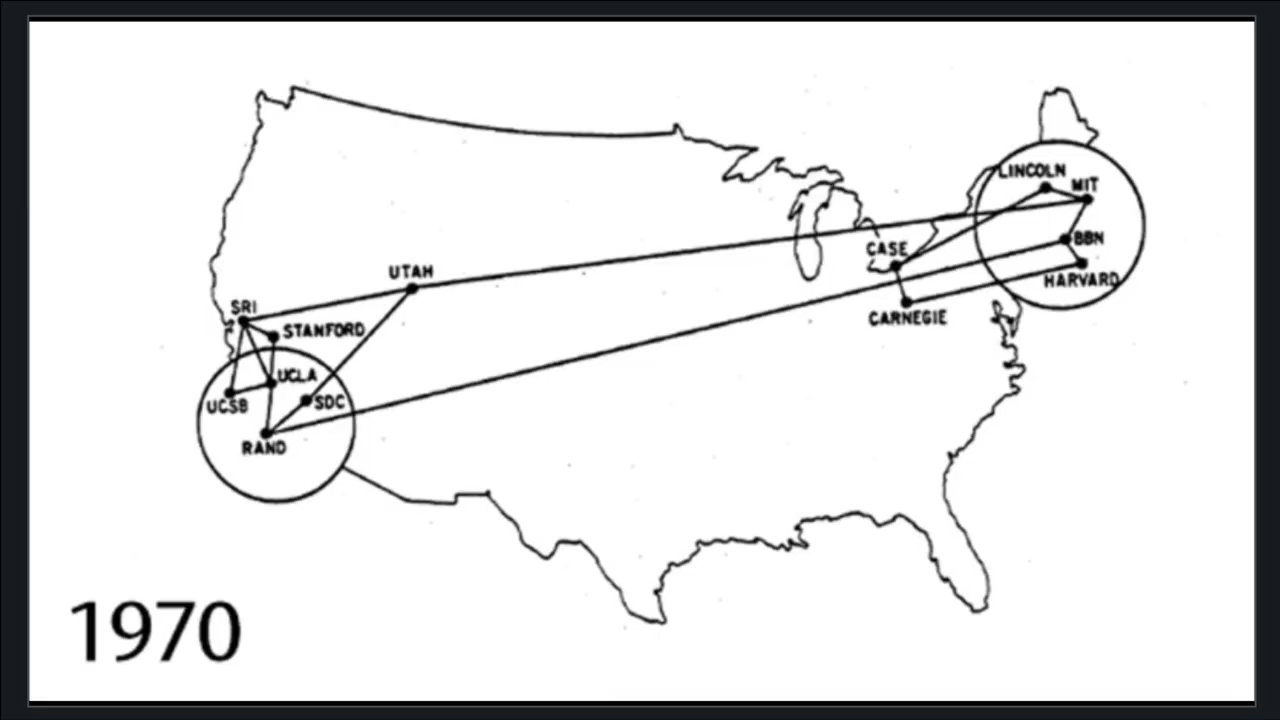 LINCOLN
MIT
BBN
HARVARD
CASE
CARNEGIE
UTAH
SRI
STANFORD
UCLA
UCSB
SDC
RAND
1970